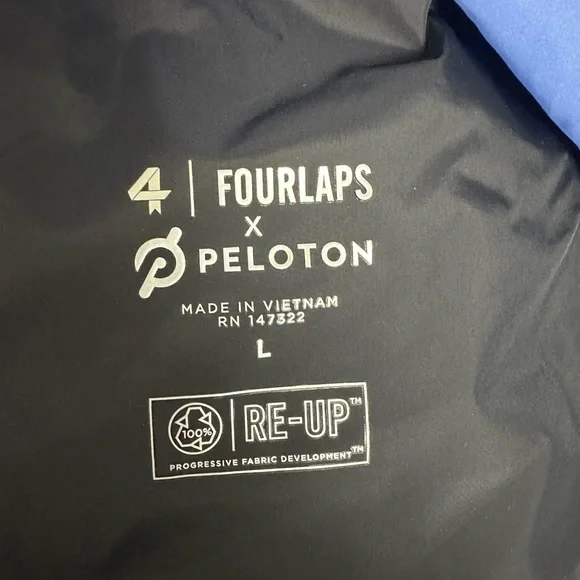 4 | FOURLAPS
X
PELOTON
MADE IN VIETNAM
RN 147322
L
100% | RE-UP™
PROGRESSIVE FABRIC DEVELOPMENT™